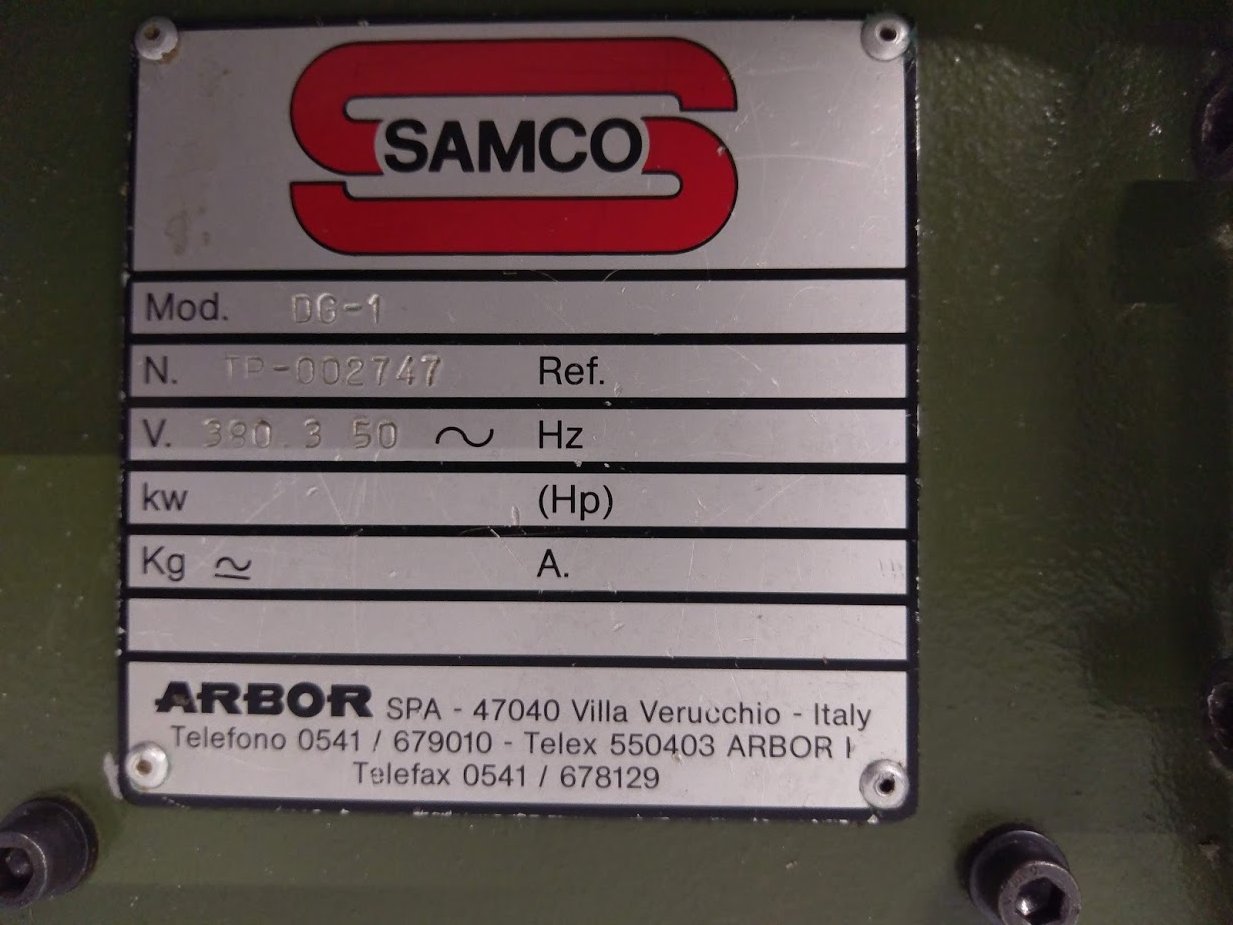 SAMCO
Mod. DG-1
N. TP-002747 Ref.
V. 380.3 50 ~ Hz
kw (Hp)
Kg ≃ A.
ARBOR SPA - 47040 Villa Verucchio - Italy
Telefono 0541 / 679010 - Telex 550403 ARBOR I
Telefax 0541 / 678129